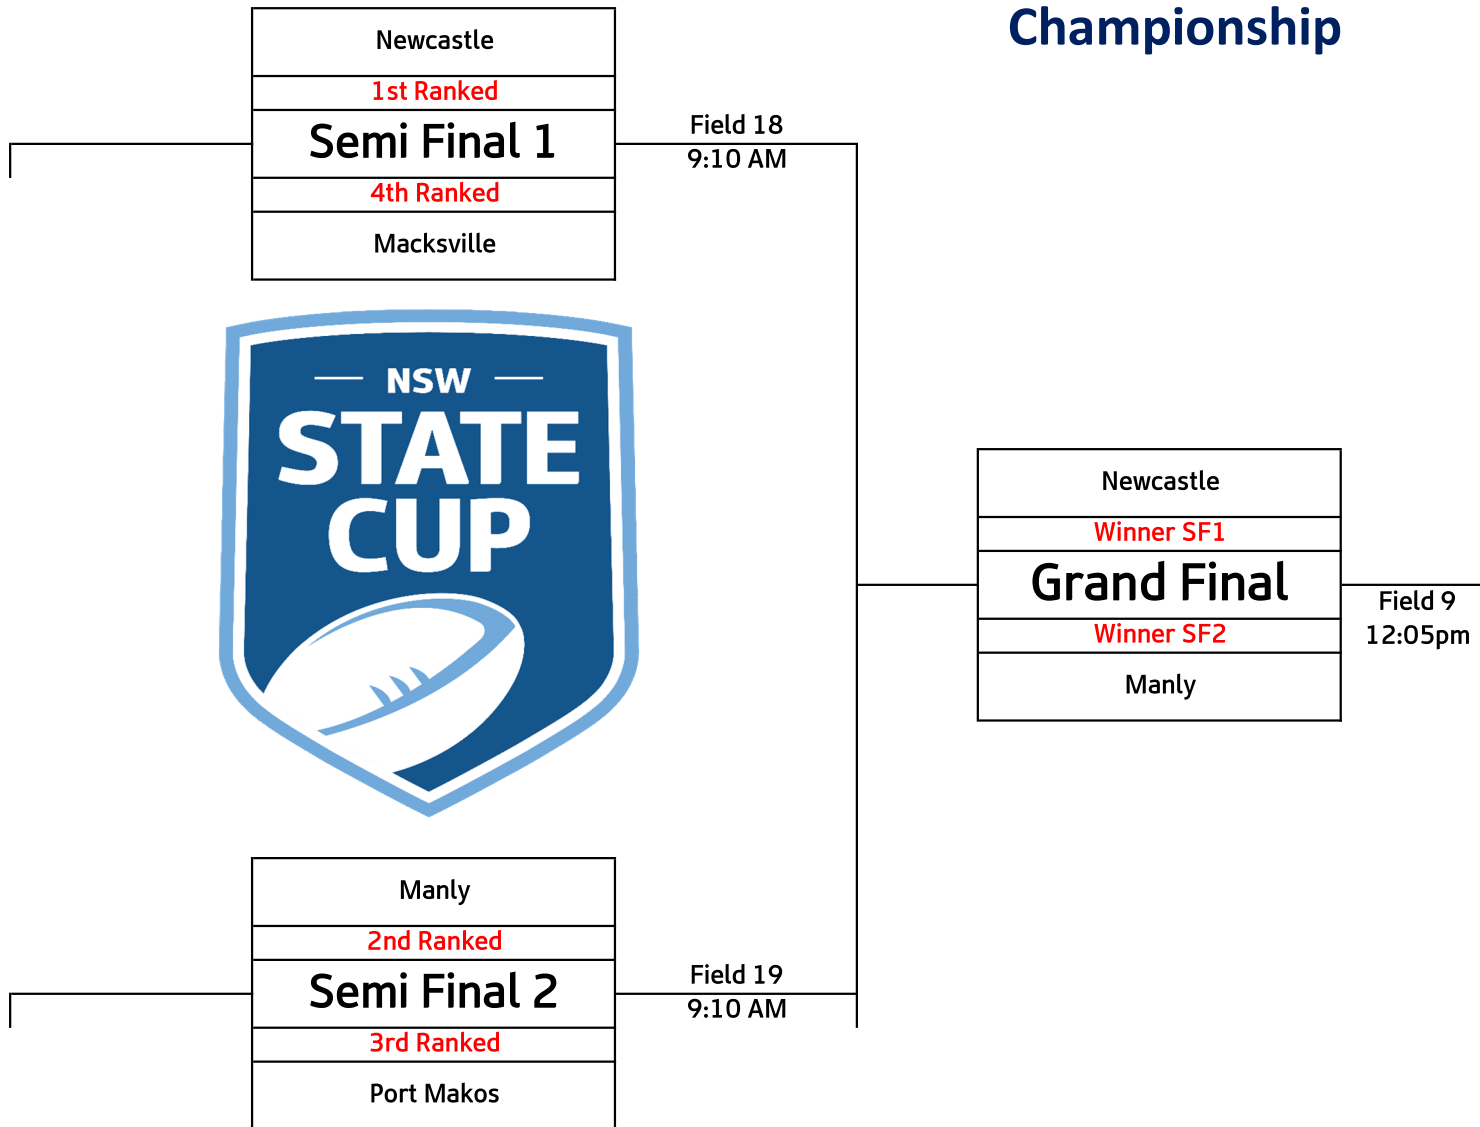 Championship
Newcastle
1st Ranked
Semi Final 1
4th Ranked
Macksville
Field 18
9:10 AM
NSW
STATE
CUP
Newcastle
Winner SF1
Grand Final
Winner SF2
Manly
Field 9
12:05pm
Manly
2nd Ranked
Semi Final 2
3rd Ranked
Port Makos
Field 19
9:10 AM